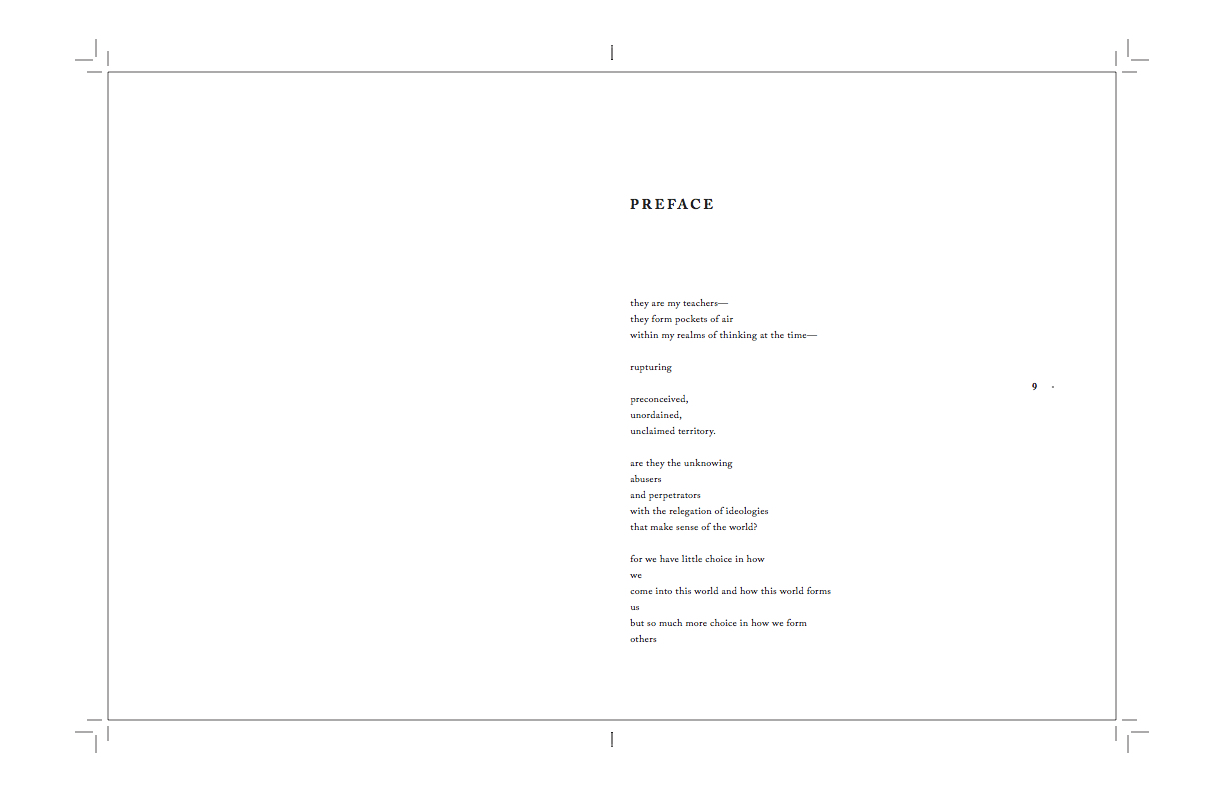 PREFACE
they are my teachers—
they form pockets of air
within my realms of thinking at the time—
rupturing
9 •
preconceived,
unordained,
unclaimed territory.
are they the unknowing
abusers
and perpetrators
with the relegation of ideologies
that make sense of the world?
for we have little choice in how
we
come into this world and how this world forms
us
but so much more choice in how we form
others